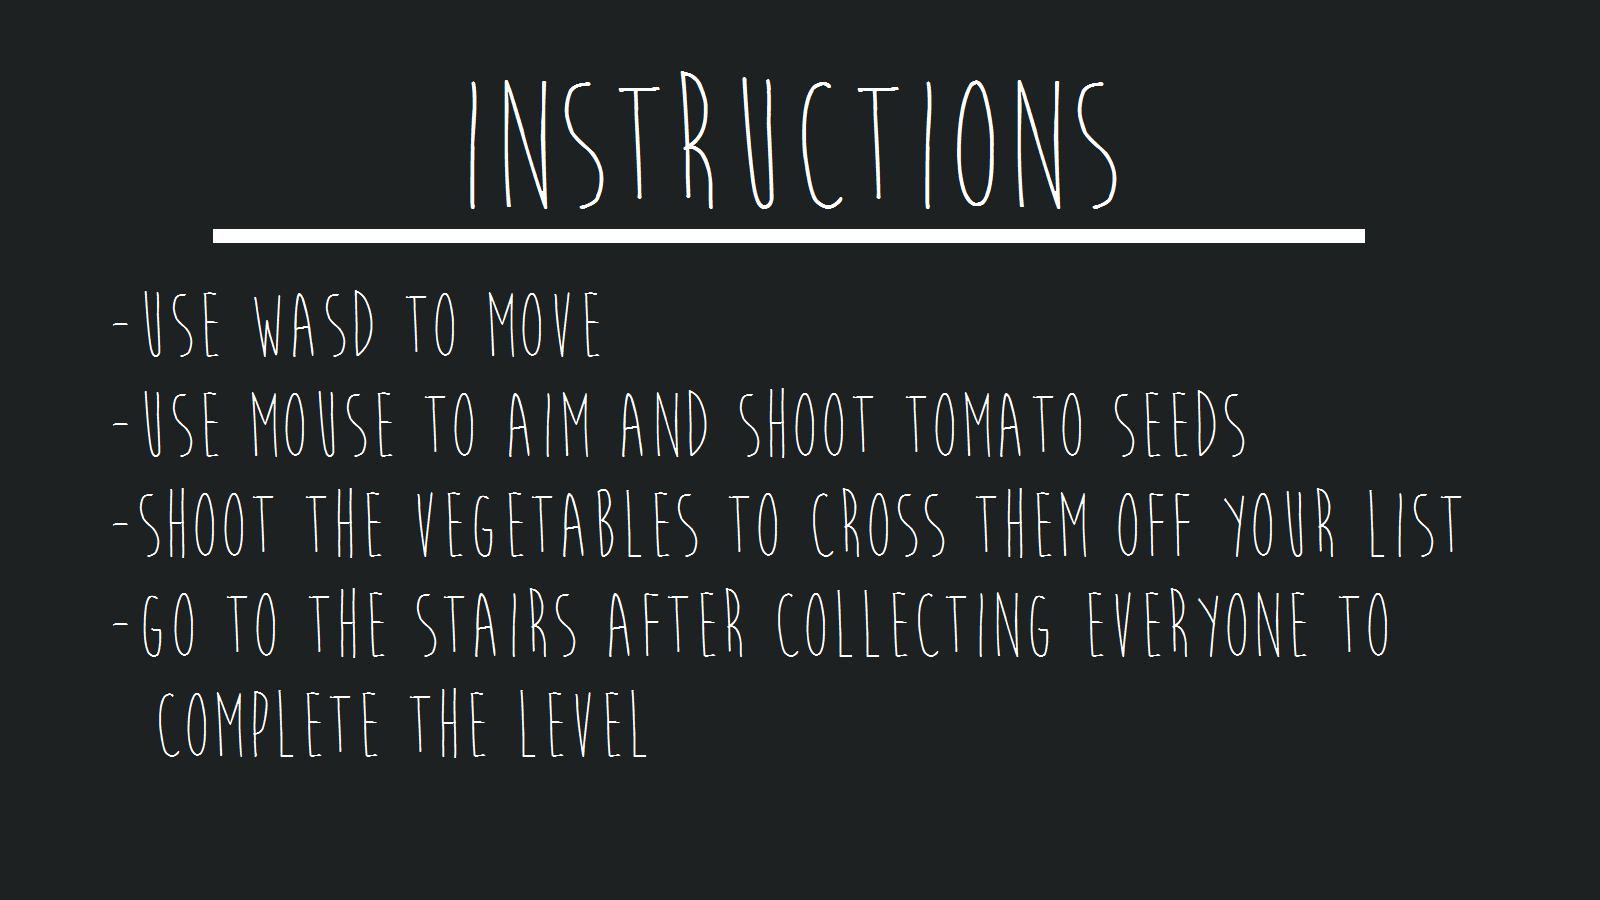 INSTRUCTIONS
-USE WASD TO MOVE
-USE MOUSE TO AIM AND SHOOT TOMATO SEEDS
-SHOOT THE VEGETABLES TO CROSS THEM OFF YOUR LIST
-GO TO THE STAIRS AFTER COLLECTING EVERYONE TO
COMPLETE THE LEVEL